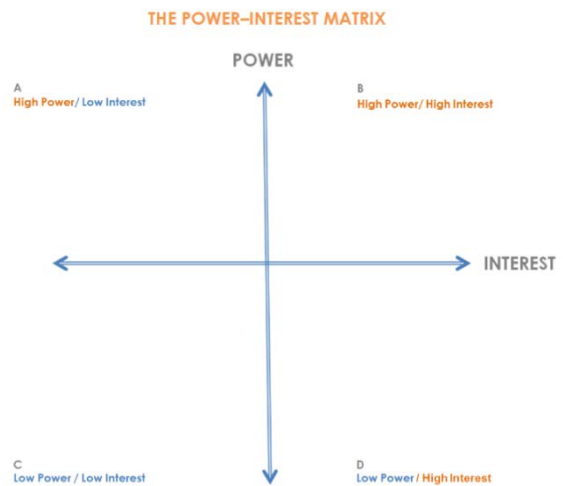 THE POWER–INTEREST MATRIX
POWER
A
High Power/ Low Interest
B
High Power/ High Interest
INTEREST
C
Low Power / Low Interest
D
Low Power / High Interest